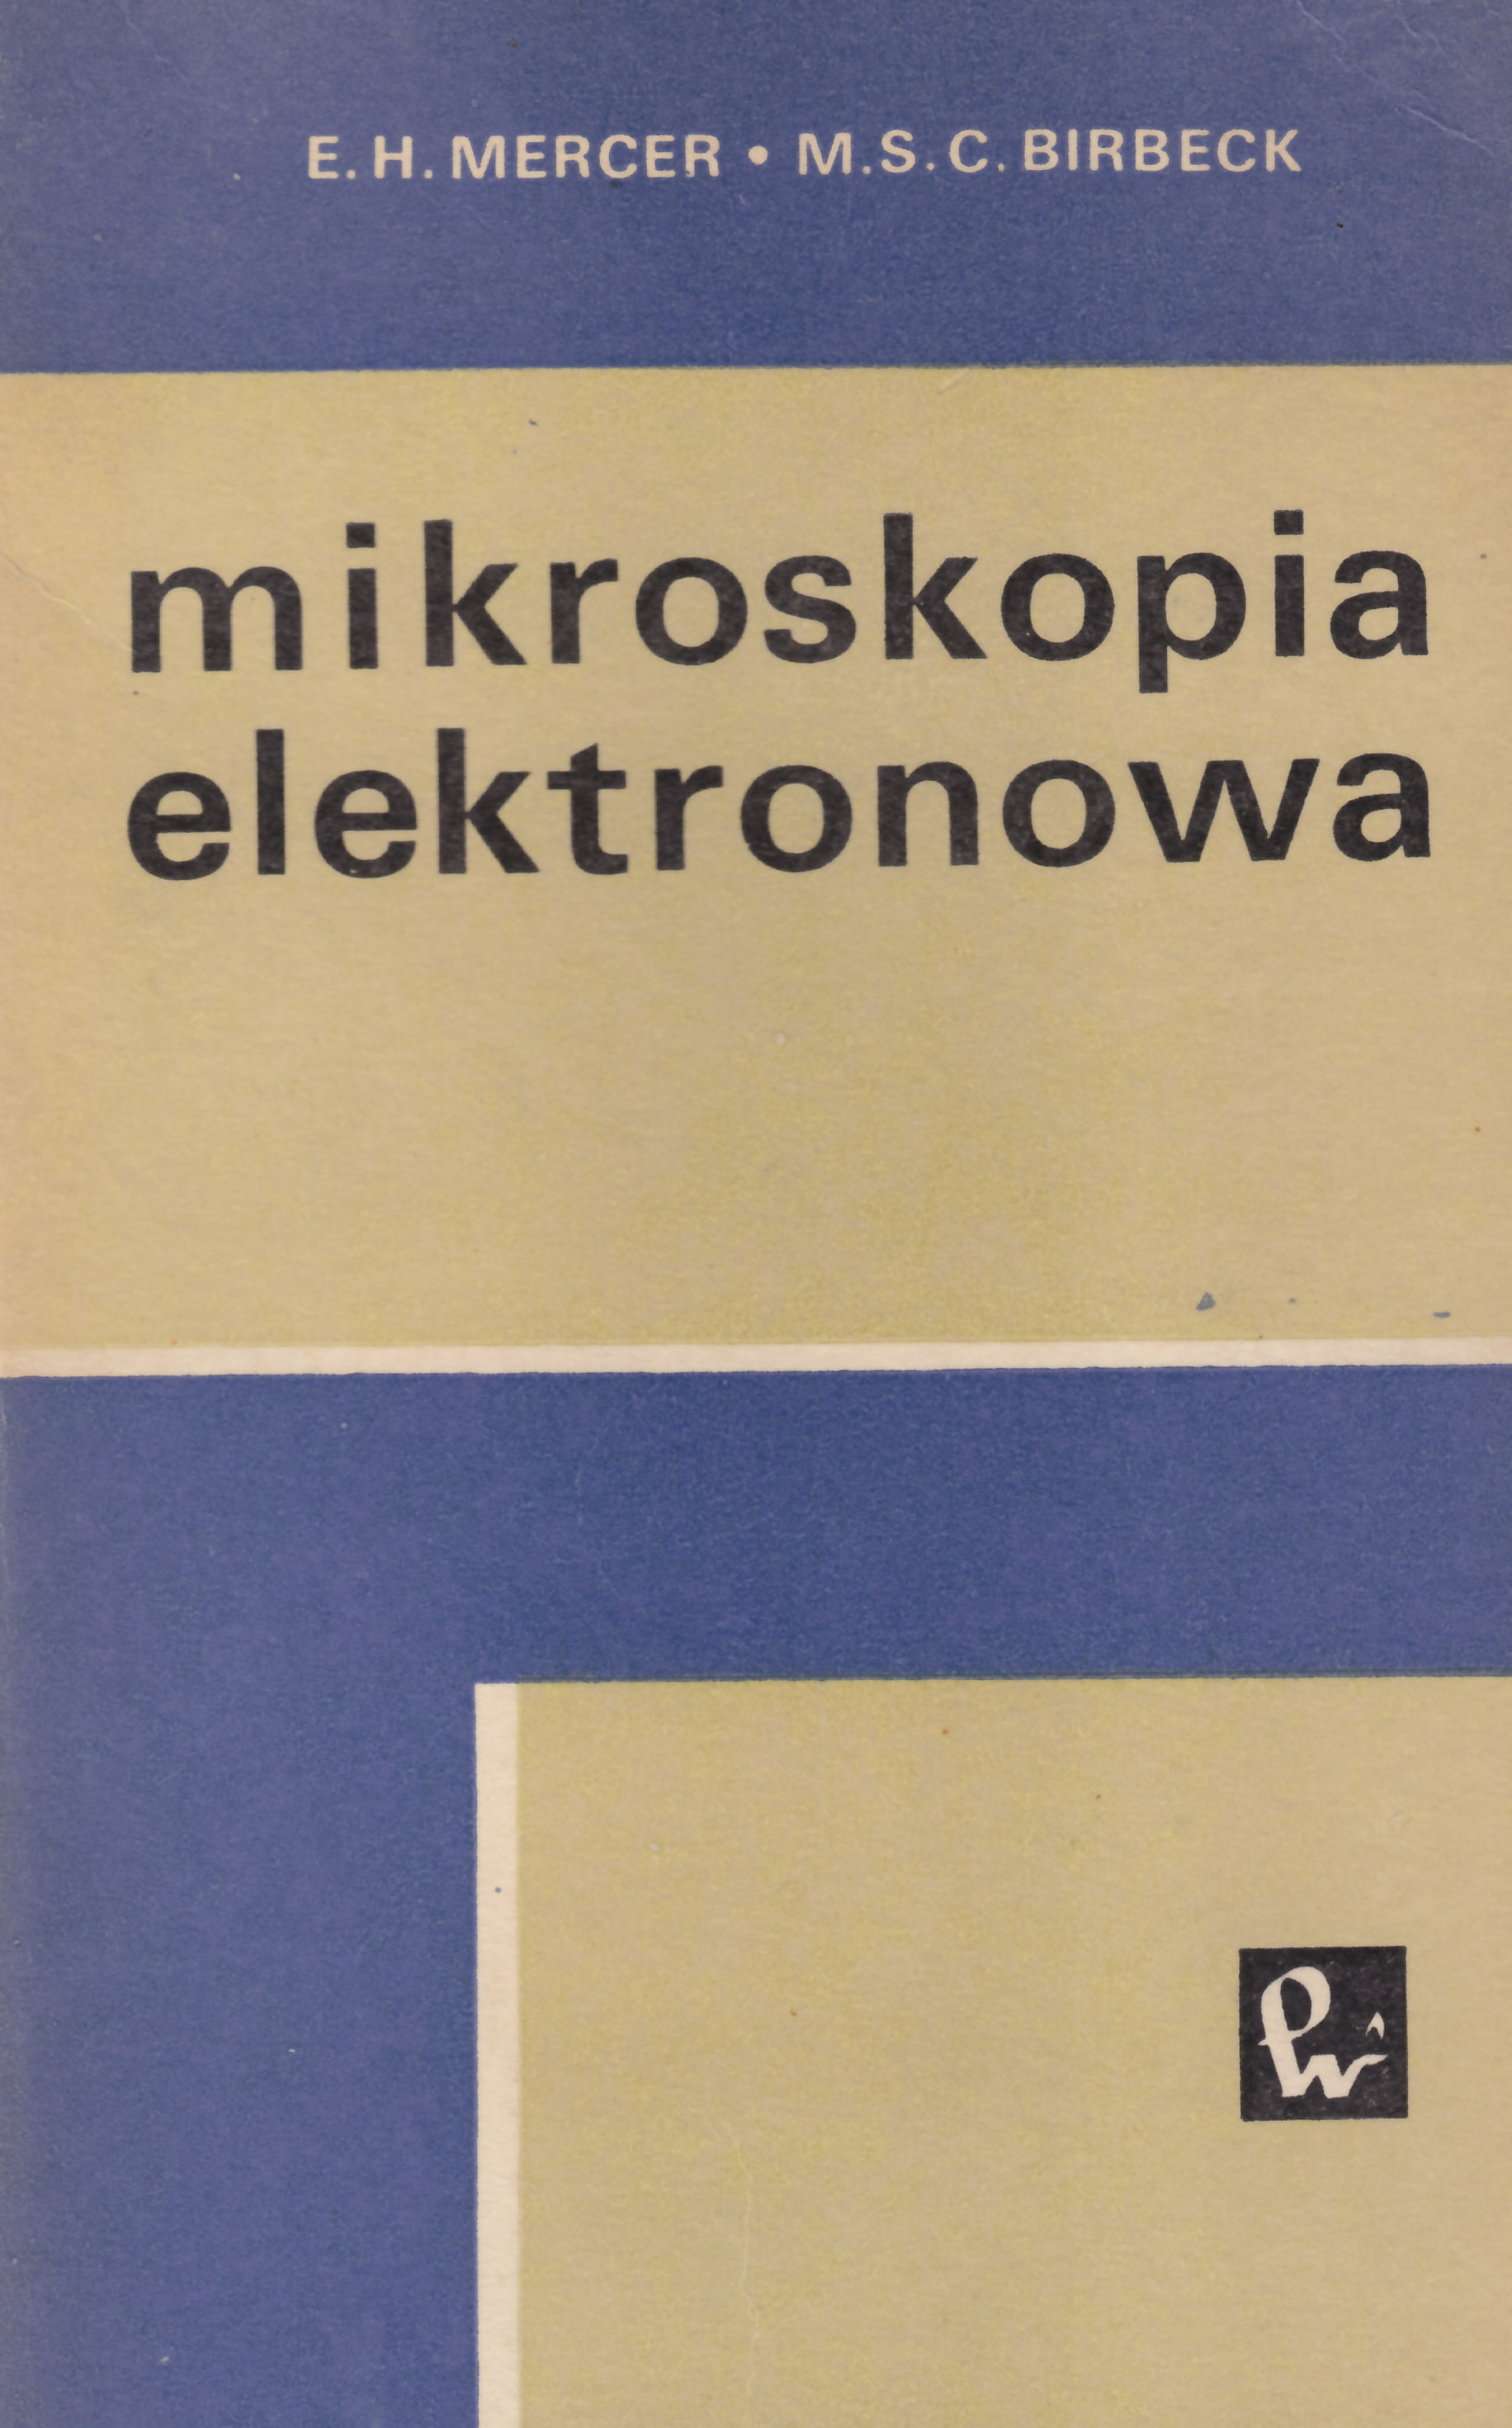 E. H. MERCER • M. S. C. BIRBECK
mikroskopia
elektronowa